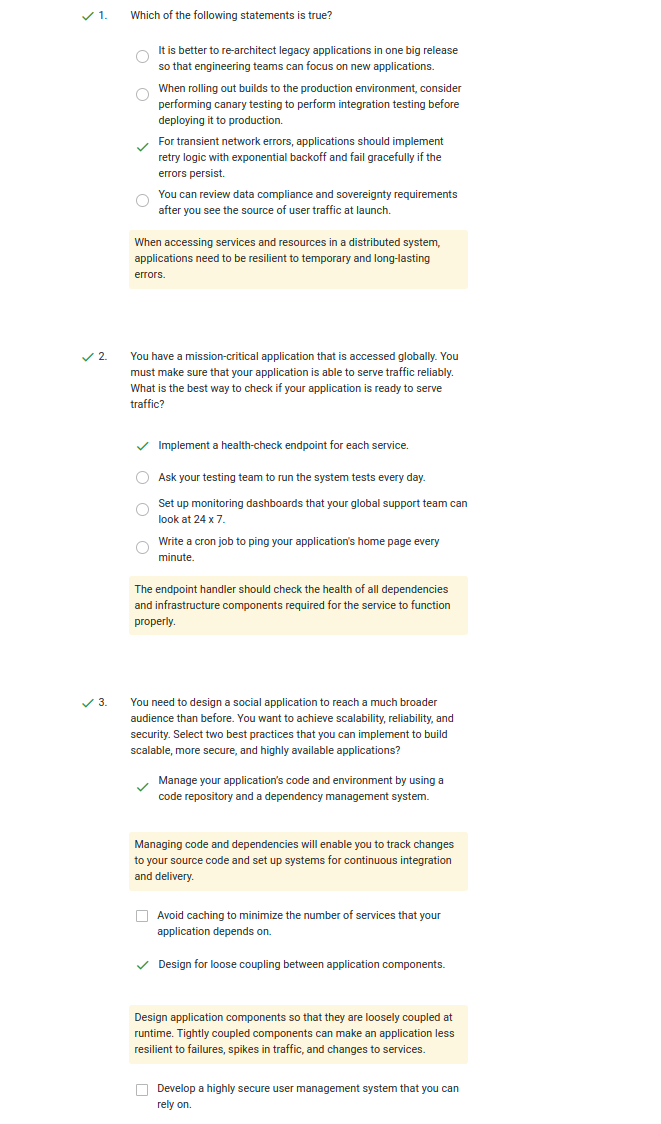 1. Which of the following statements is true?
It is better to re-architect legacy applications in one big release
so that engineering teams can focus on new applications.
When rolling out builds to the production environment, consider
performing canary testing to perform integration testing before
deploying it to production.
For transient network errors, applications should implement
retry logic with exponential backoff and fail gracefully if the
errors persist.
You can review data compliance and sovereignty requirements
after you see the source of user traffic at launch.
When accessing services and resources in a distributed system,
applications need to be resilient to temporary and long-lasting
errors.
2. You have a mission-critical application that is accessed globally. You
must make sure that your application is able to serve traffic reliably.
What is the best way to check if your application is ready to serve
traffic?
Implement a health-check endpoint for each service.
Ask your testing team to run the system tests every day.
Set up monitoring dashboards that your global support team can
look at 24 x 7.
Write a cron job to ping your application's home page every
minute.
The endpoint handler should check the health of all dependencies
and infrastructure components required for the service to function
properly.
3. You need to design a social application to reach a much broader
audience than before. You want to achieve scalability, reliability, and
security. Select two best practices that you can implement to build
scalable, more secure, and highly available applications?
Manage your application's code and environment by using a
code repository and a dependency management system.
Managing code and dependencies will enable you to track changes
to your source code and set up systems for continuous integration
and delivery.
Avoid caching to minimize the number of services that your
application depends on.
Design for loose coupling between application components.
Design application components so that they are loosely coupled at
runtime. Tightly coupled components can make an application less
resilient to failures, spikes in traffic, and changes to services.
Develop a highly secure user management system that you can
rely on.